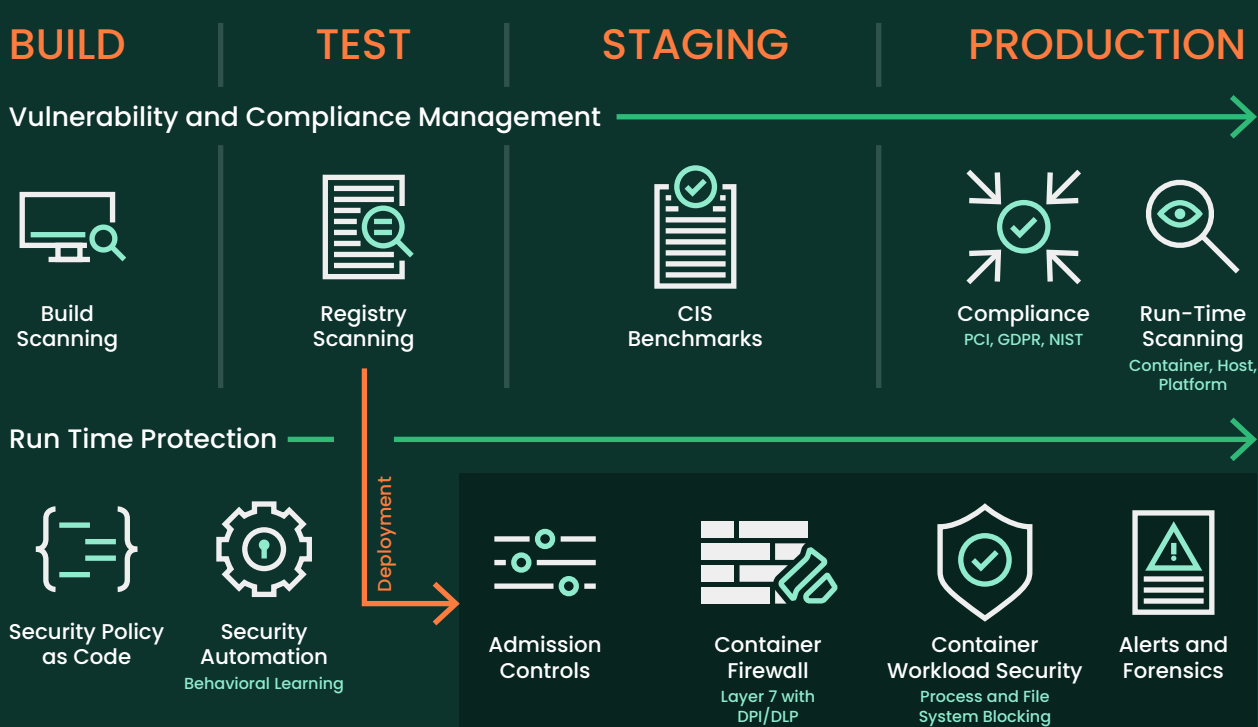 BUILD
TEST
STAGING
PRODUCTION
Vulnerability and Compliance Management
Build
Scanning
Registry
Scanning
CIS
Benchmarks
Compliance
PCI, GDPR, NIST
Run-Time
Scanning
Container, Host,
Platform
Run Time Protection
Deployment
Security Policy
as Code
Security
Automation
Behavioral Learning
Admission
Controls
Container
Firewall
Layer 7 with
DPI/DLP
Container
Workload Security
Process and File
System Blocking
Alerts and
Forensics